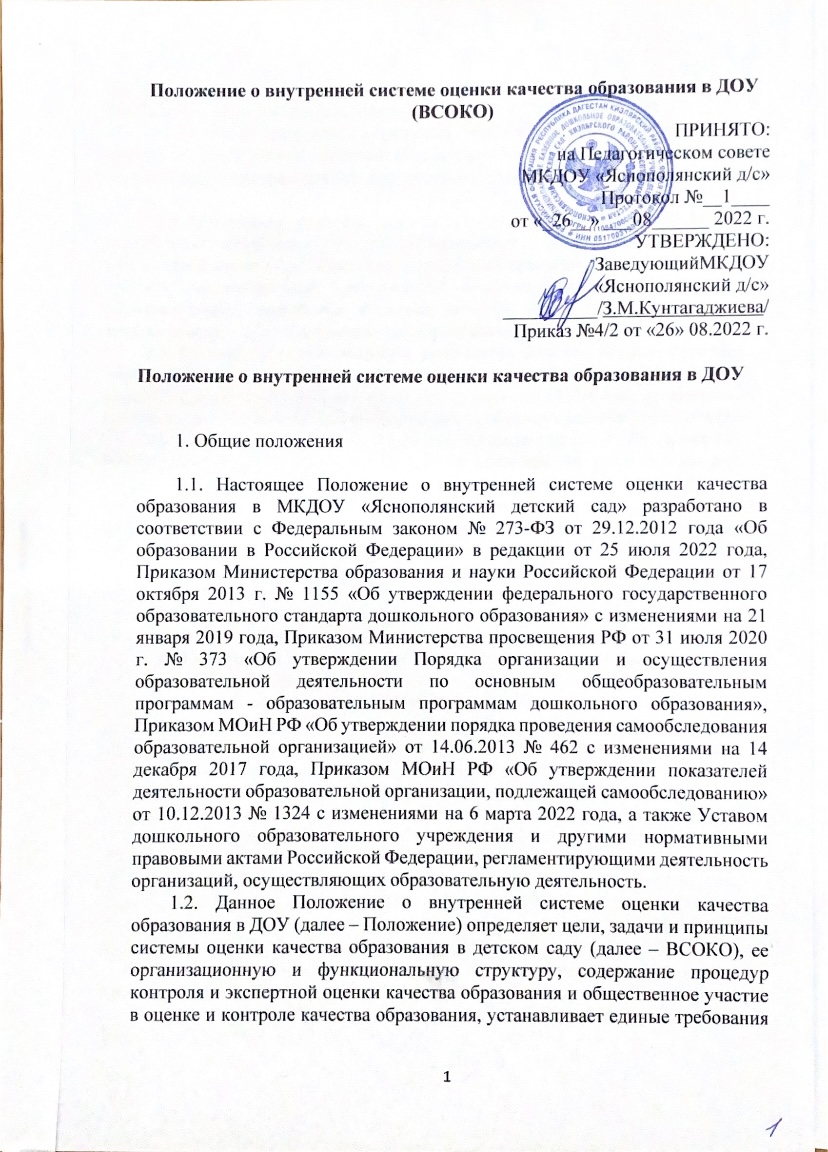 Положение о внутренней системе оценки качества образования в ДОУ
(ВСОКО)
ПРИНЯТО:
на Педагогическом совете
МКДОУ «Яснополянский д/с»
Протокол №__1____
от «_26__»___08______ 2022 г.
УТВЕРЖДЕНО:
ЗаведующийМКДОУ
«Яснополянский д/с»
__________/З.М.Кунтагаджиева/
Приказ №4/2 от «26» 08.2022 г.
Положение о внутренней системе оценки качества образования в ДОУ
1. Общие положения
1.1. Настоящее Положение о внутренней системе оценки качества
образования в МКДОУ «Яснополянский детский сад» разработано в
соответствии с Федеральным законом № 273-ФЗ от 29.12.2012 года «Об
образовании в Российской Федерации» в редакции от 25 июля 2022 года,
Приказом Министерства образования и науки Российской Федерации от 17
октября 2013 г. № 1155 «Об утверждении федерального государственного
образовательного стандарта дошкольного образования» с изменениями на 21
января 2019 года, Приказом Министерства просвещения РФ от 31 июля 2020
г. № 373 «Об утверждении Порядка организации и осуществления
образовательной деятельности по основным общеобразовательным
программам - образовательным программам дошкольного образования»,
Приказом МОиН РФ «Об утверждении порядка проведения самообследования
образовательной организацией» от 14.06.2013 № 462 с изменениями на 14
декабря 2017 года, Приказом МОиН РФ «Об утверждении показателей
деятельности образовательной организации, подлежащей самообследованию»
от 10.12.2013 № 1324 с изменениями на 6 марта 2022 года, а также Уставом
дошкольного образовательного учреждения и другими нормативными
правовыми актами Российской Федерации, регламентирующими деятельность
организаций, осуществляющих образовательную деятельность.
1.2. Данное Положение о внутренней системе оценки качества
образования в ДОУ (далее – Положение) определяет цели, задачи и принципы
системы оценки качества образования в детском саду (далее – ВСОКО), ее
организационную и функциональную структуру, содержание процедур
контроля и экспертной оценки качества образования и общественное участие
в оценке и контроле качества образования, устанавливает единые требования
1
1